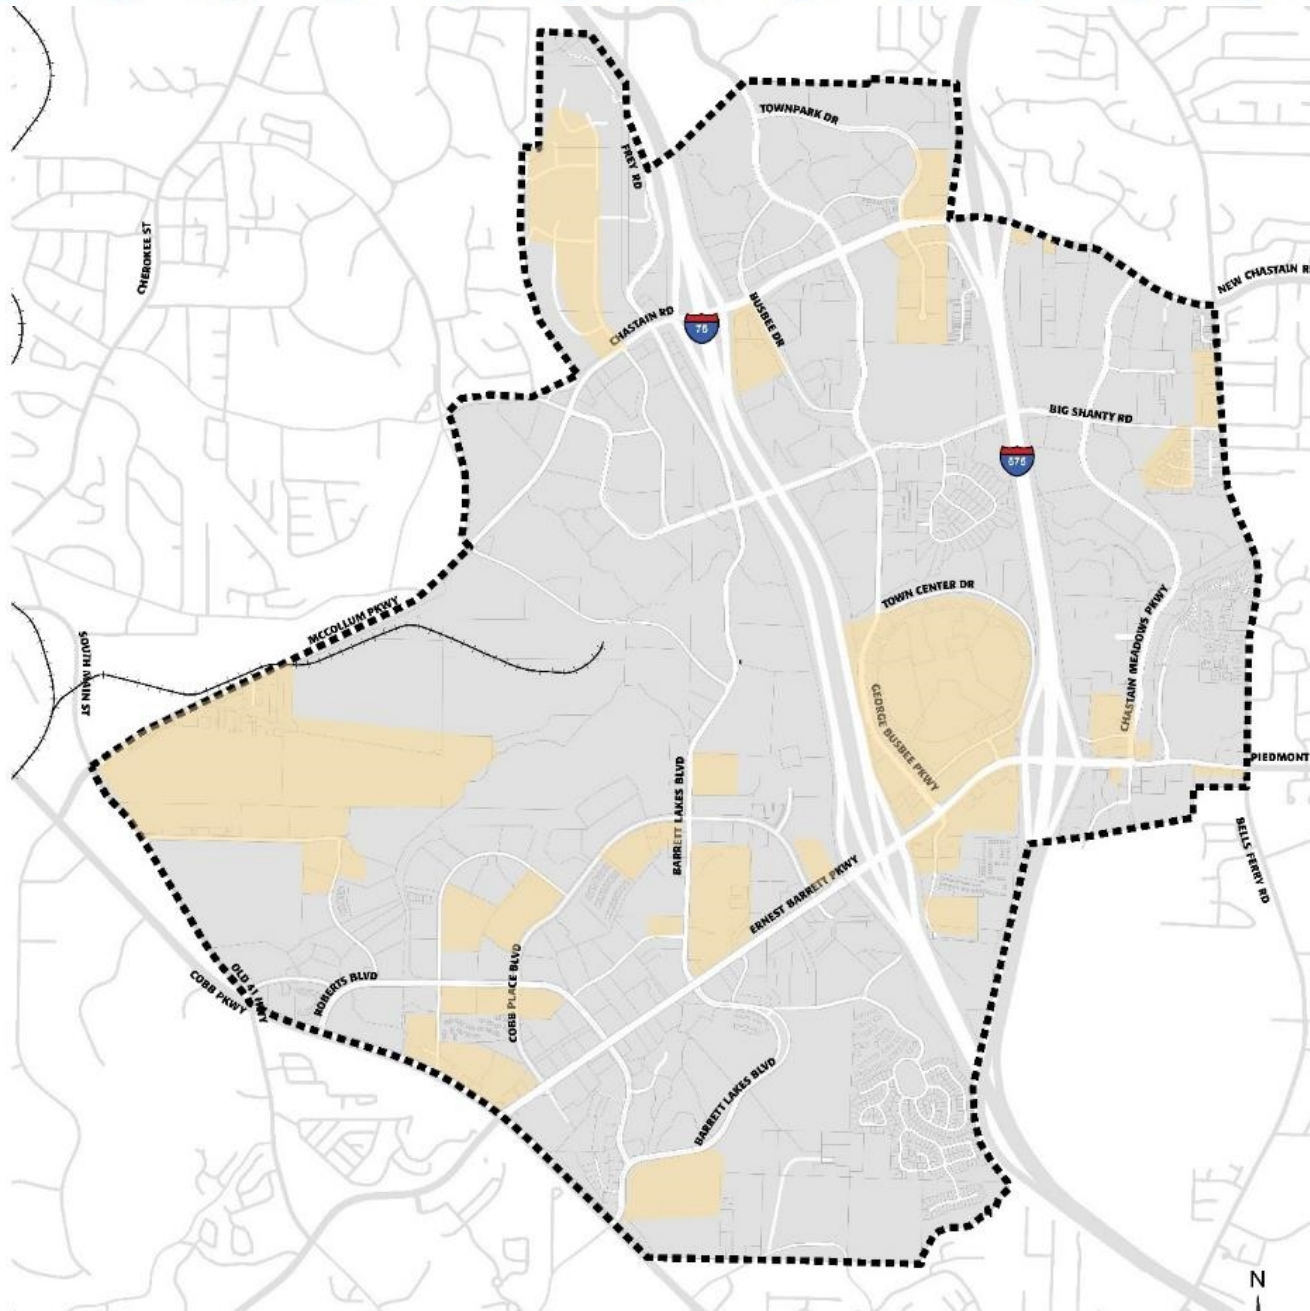 TOWNPARK DR
FREY RD
CHEROKEE ST
NEW CHASTAIN R
CHASTAIN RD
75
BUSBEE DR
BIG SHANTY RD
575
TOWN CENTER DR
MCCOLLUM PKWY
SOUTH MAIN ST
CHASTAIN MEADOWS PKWY
GEORGE BUSBEE PKWY
PIEDMONT
BARRETT LAKES BLVD
BELLS FERRY RD
ERNEST BARRETT PKWY
COBB PLACE BLVD
ROBERTS BLVD
OLD 41 HWY
COBB PKWY
BARRETT LAKES BLVD
N